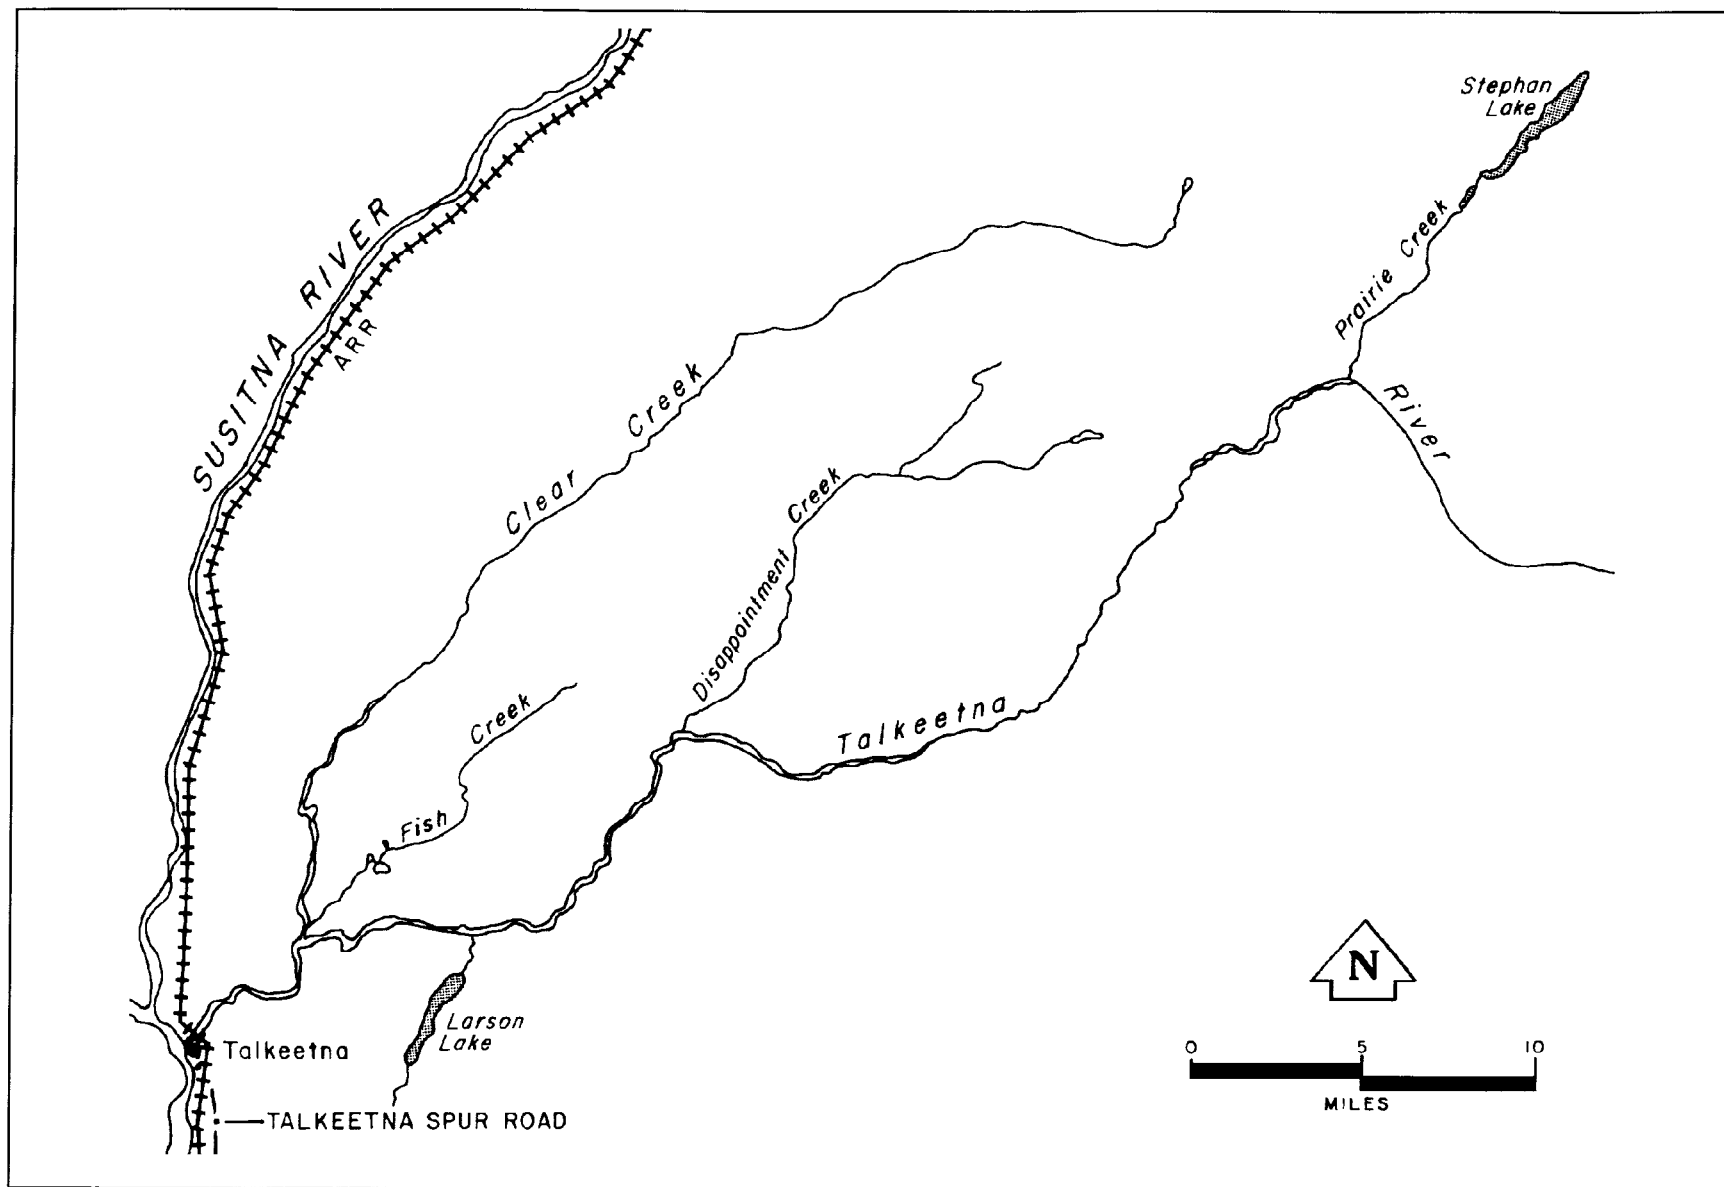 Stephan
Lake
SUSITNA RIVER
ARR
Prairie Creek
Clear Creek
River
Disappointment Creek
Talkeetna
Fish Creek
N
Larson
Lake
Talkeetna
0 5 10
MILES
TALKEETNA SPUR ROAD